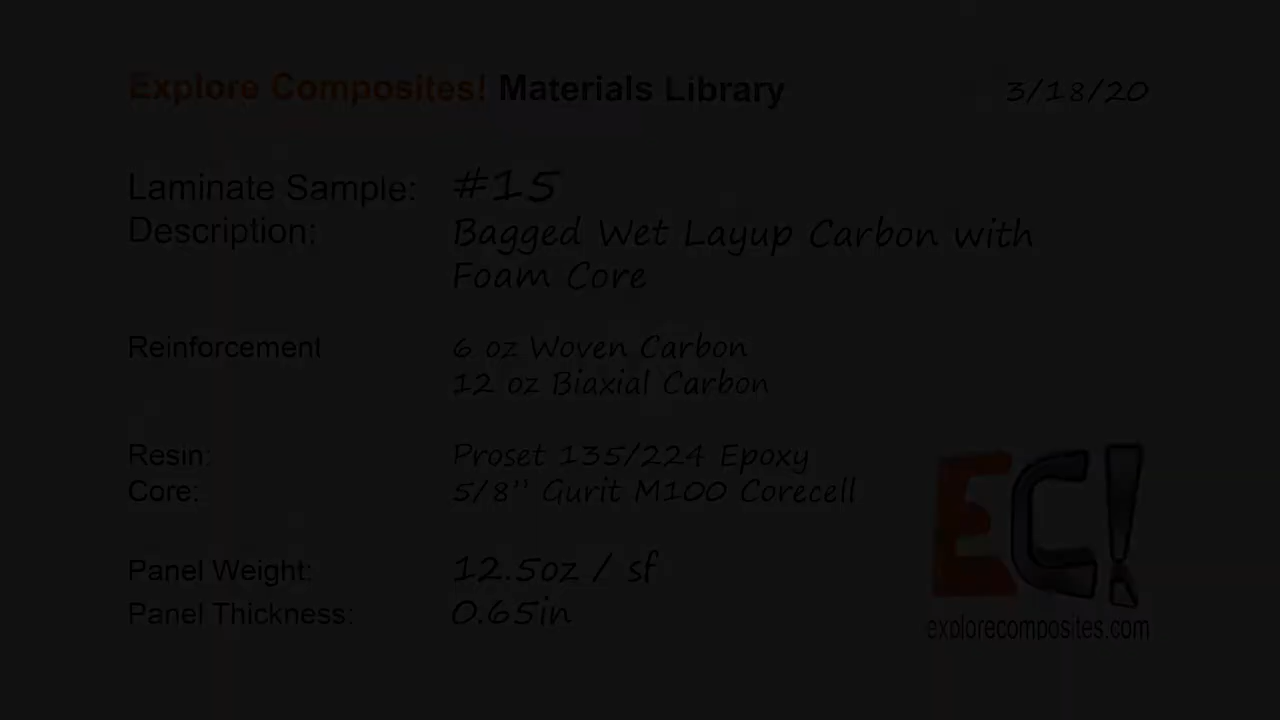 Explore Composites! Materials Library 3/18/20
Laminate Sample: #15
Description: Bagged Wet Layup Carbon with
Foam Core
Reinforcement 6 oz Woven Carbon
12 oz Biaxial Carbon
Resin: Proset 135/224 Epoxy
Core: 5/8" Gurit M100 Corecell
EC!
Panel Weight: 12.5oz / sf
Panel Thickness: 0.65in
explorecomposites.com